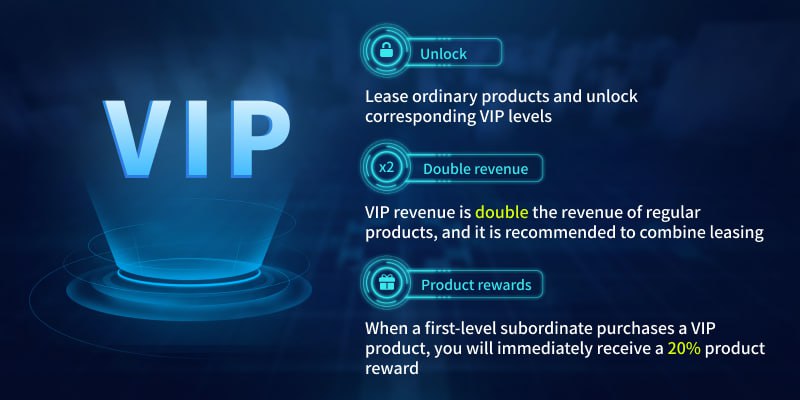 VIP
Unlock
Lease ordinary products and unlock
corresponding VIP levels
x2
Double revenue
VIP revenue is double the revenue of regular
products, and it is recommended to combine leasing
Product rewards
When a first-level subordinate purchases a VIP
product, you will immediately receive a 20% product
reward